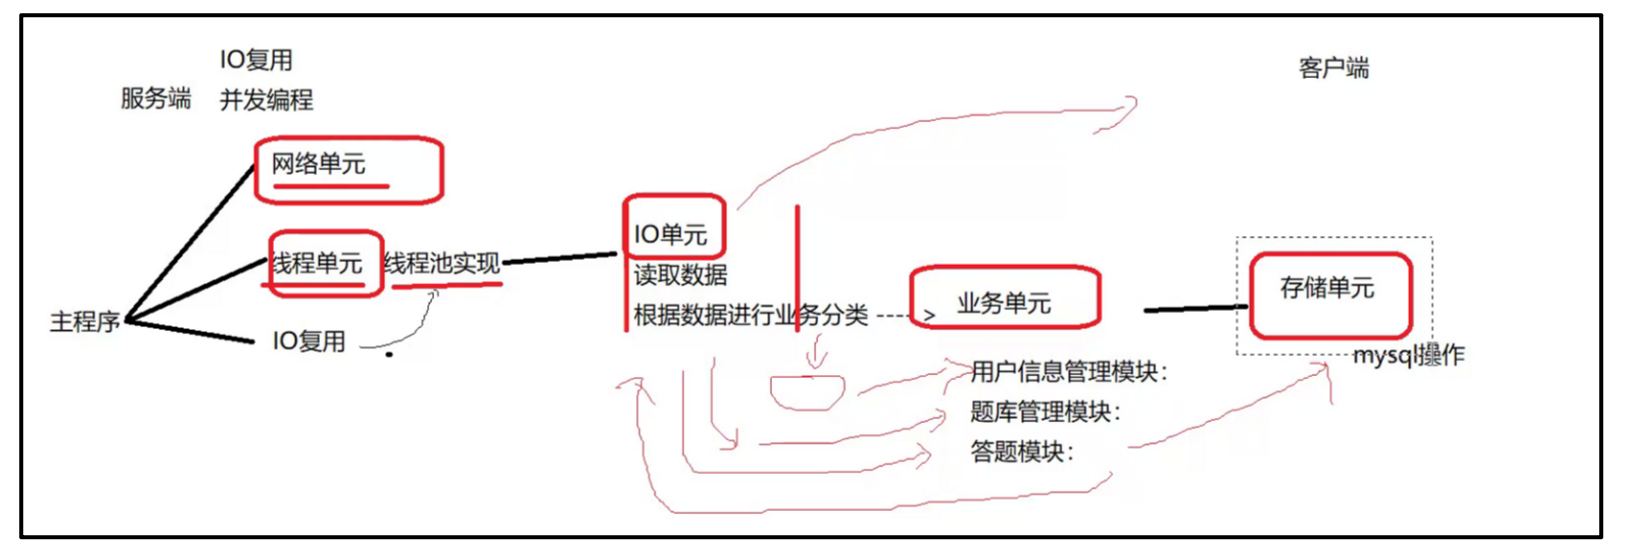 IO复用
服务端
并发编程
客户端
网络单元
线程单元
线程池实现
主程序
IO复用
IO单元
读取数据
根据数据进行业务分类 ---- >
业务单元
存储单元
mysql操作
用户信息管理模块：
题库管理模块：
答题模块：